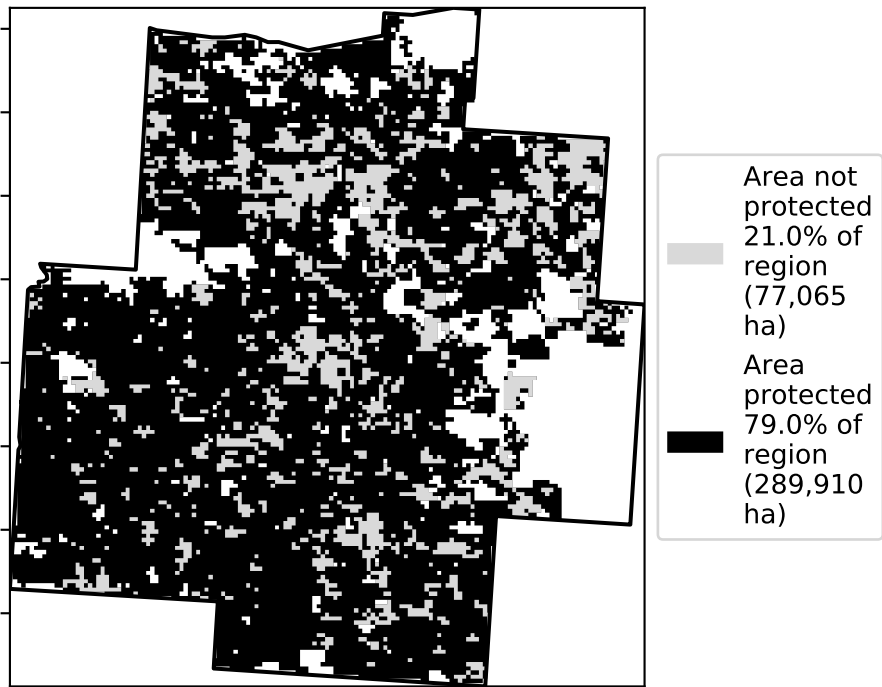 Area not
protected
21.0% of
region
(77,065
ha)
Area
protected
79.0% of
region
(289,910
ha)